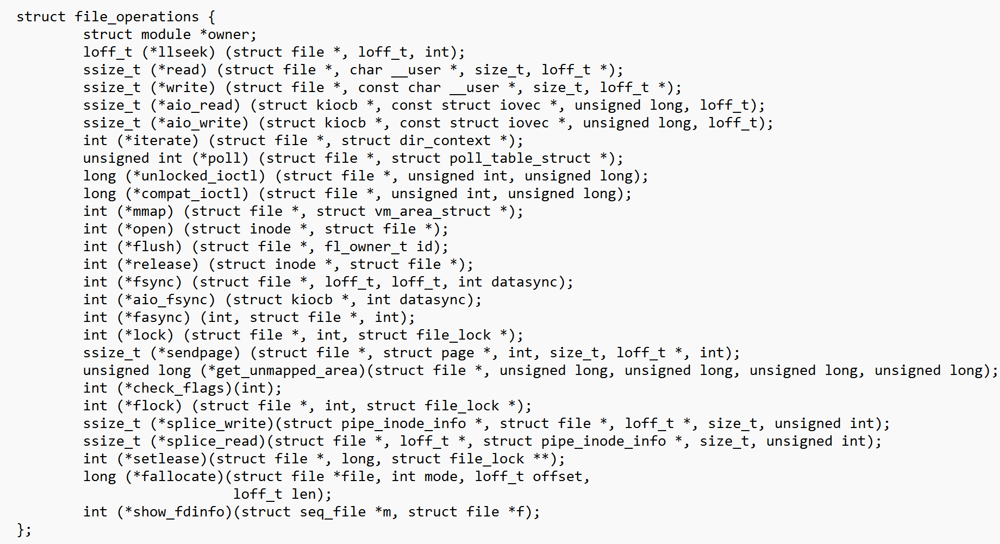 struct file_operations {
        struct module *owner;
        loff_t (*llseek) (struct file *, loff_t, int);
        ssize_t (*read) (struct file *, char __user *, size_t, loff_t *);
        ssize_t (*write) (struct file *, const char __user *, size_t, loff_t *);
        ssize_t (*aio_read) (struct kiocb *, const struct iovec *, unsigned long, loff_t);
        ssize_t (*aio_write) (struct kiocb *, const struct iovec *, unsigned long, loff_t);
        int (*iterate) (struct file *, struct dir_context *);
        unsigned int (*poll) (struct file *, struct poll_table_struct *);
        long (*unlocked_ioctl) (struct file *, unsigned int, unsigned long);
        long (*compat_ioctl) (struct file *, unsigned int, unsigned long);
        int (*mmap) (struct file *, struct vm_area_struct *);
        int (*open) (struct inode *, struct file *);
        int (*flush) (struct file *, fl_owner_t id);
        int (*release) (struct inode *, struct file *);
        int (*fsync) (struct file *, loff_t, loff_t, int datasync);
        int (*aio_fsync) (struct kiocb *, int datasync);
        int (*fasync) (int, struct file *, int);
        int (*lock) (struct file *, int, struct file_lock *);
        ssize_t (*sendpage) (struct file *, struct page *, int, size_t, loff_t *, int);
        unsigned long (*get_unmapped_area)(struct file *, unsigned long, unsigned long, unsigned long, unsigned long);
        int (*check_flags)(int);
        int (*flock) (struct file *, int, struct file_lock *);
        ssize_t (*splice_write)(struct pipe_inode_info *, struct file *, loff_t *, size_t, unsigned int);
        ssize_t (*splice_read)(struct file *, loff_t *, struct pipe_inode_info *, size_t, unsigned int);
        int (*setlease)(struct file *, long, struct file_lock **);
        long (*fallocate)(struct file *file, int mode, loff_t offset,
                          loff_t len);
        int (*show_fdinfo)(struct seq_file *m, struct file *f);
};